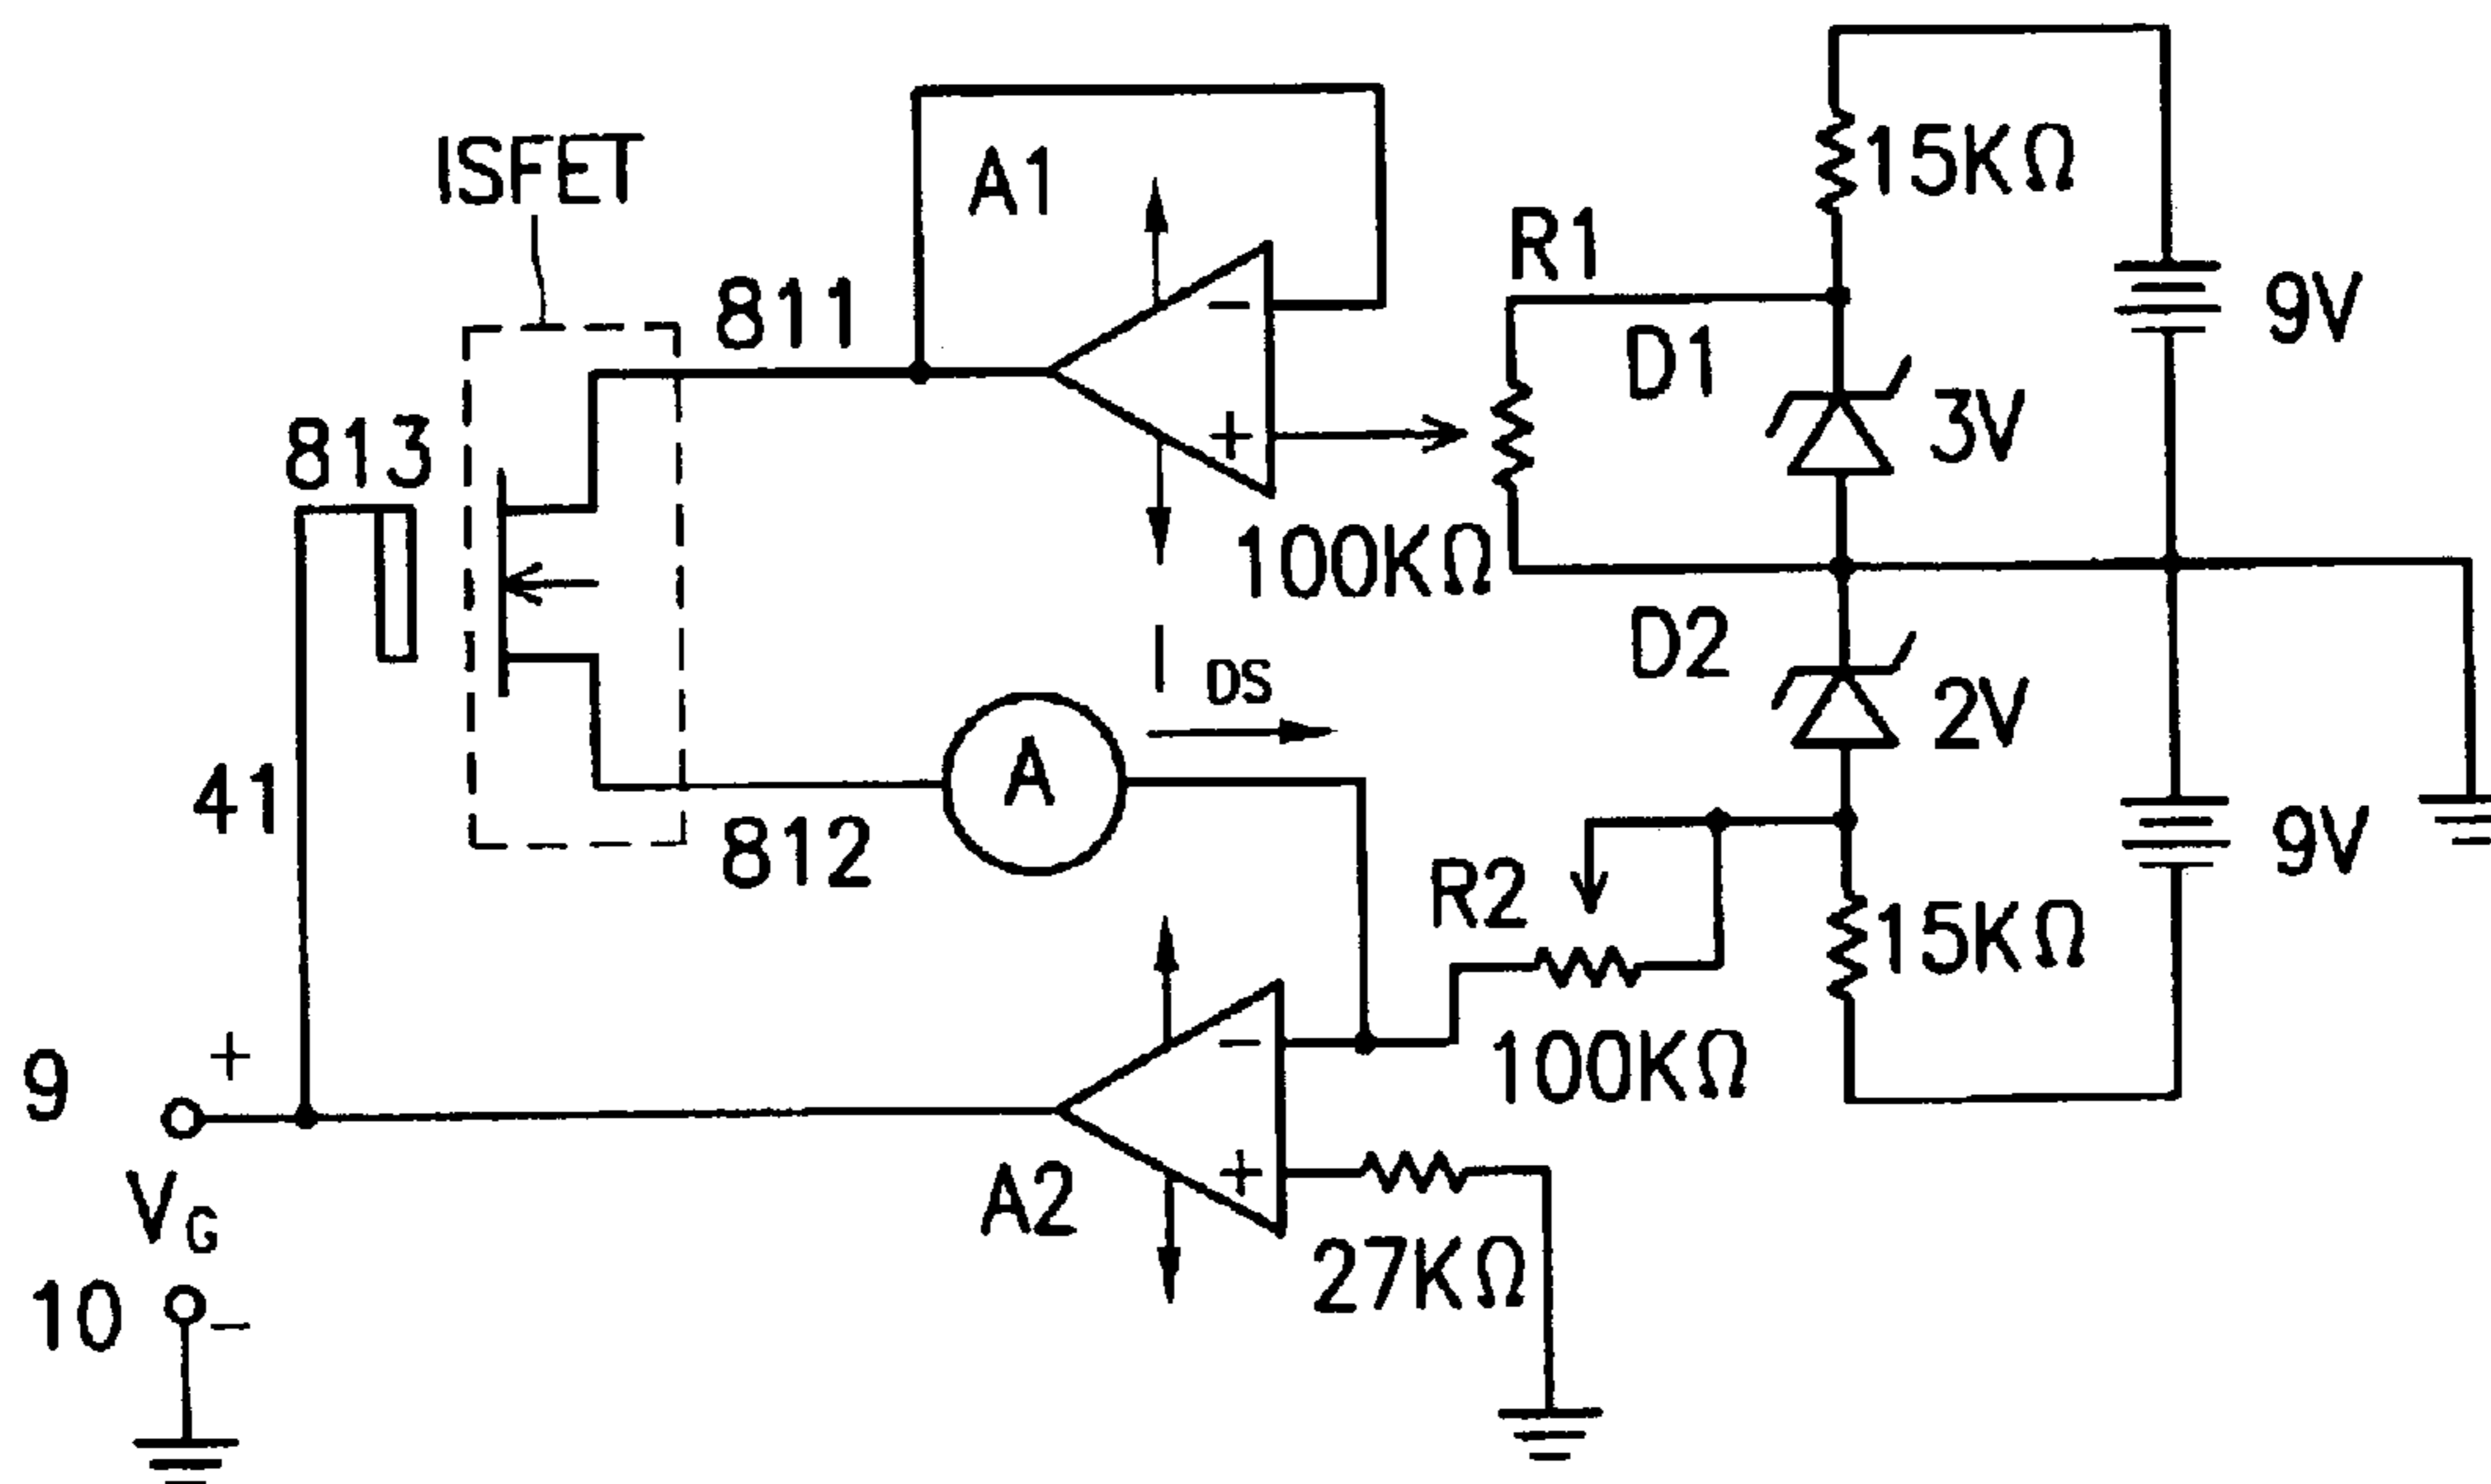 ISFET
A1
15KΩ
R1
811
9V
D1
3V
813
+
100KΩ
D2
I DS
2V
A
41
812
R2
9V
15KΩ
9
+
100KΩ
VG
A2
+
27KΩ
10